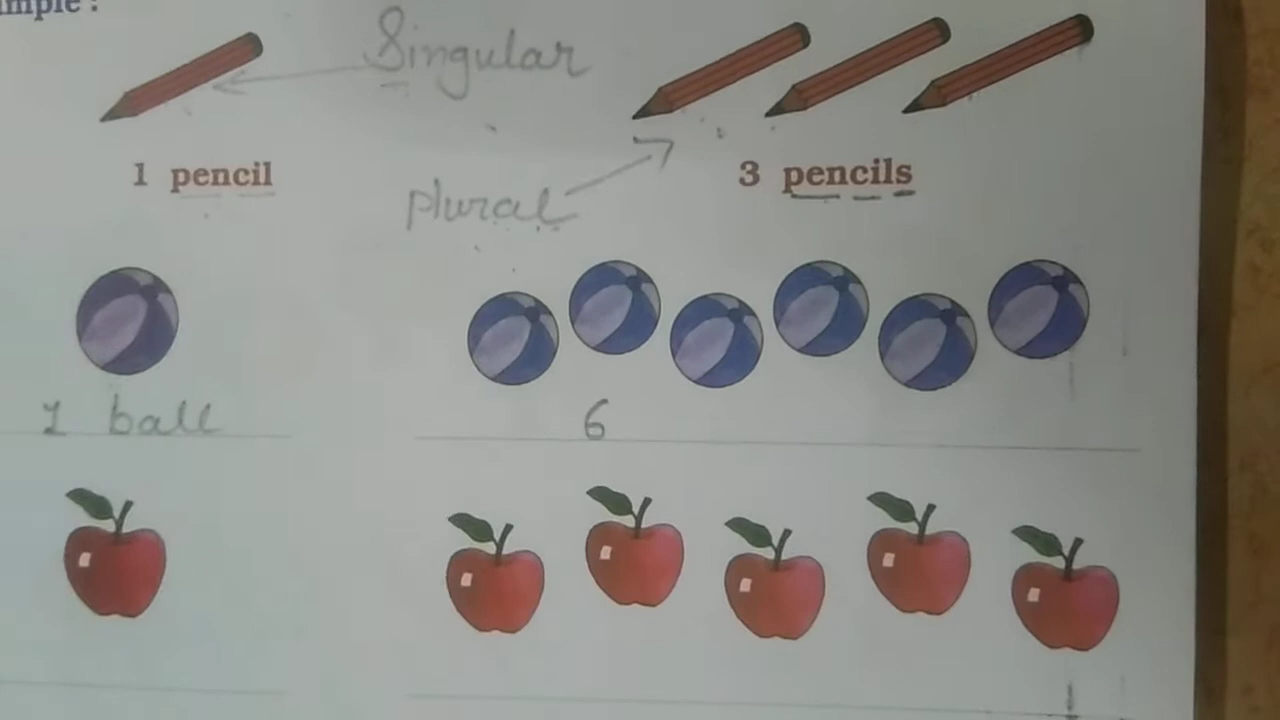 Singular
1 pencil
3 pencils
plural
1 ball
6